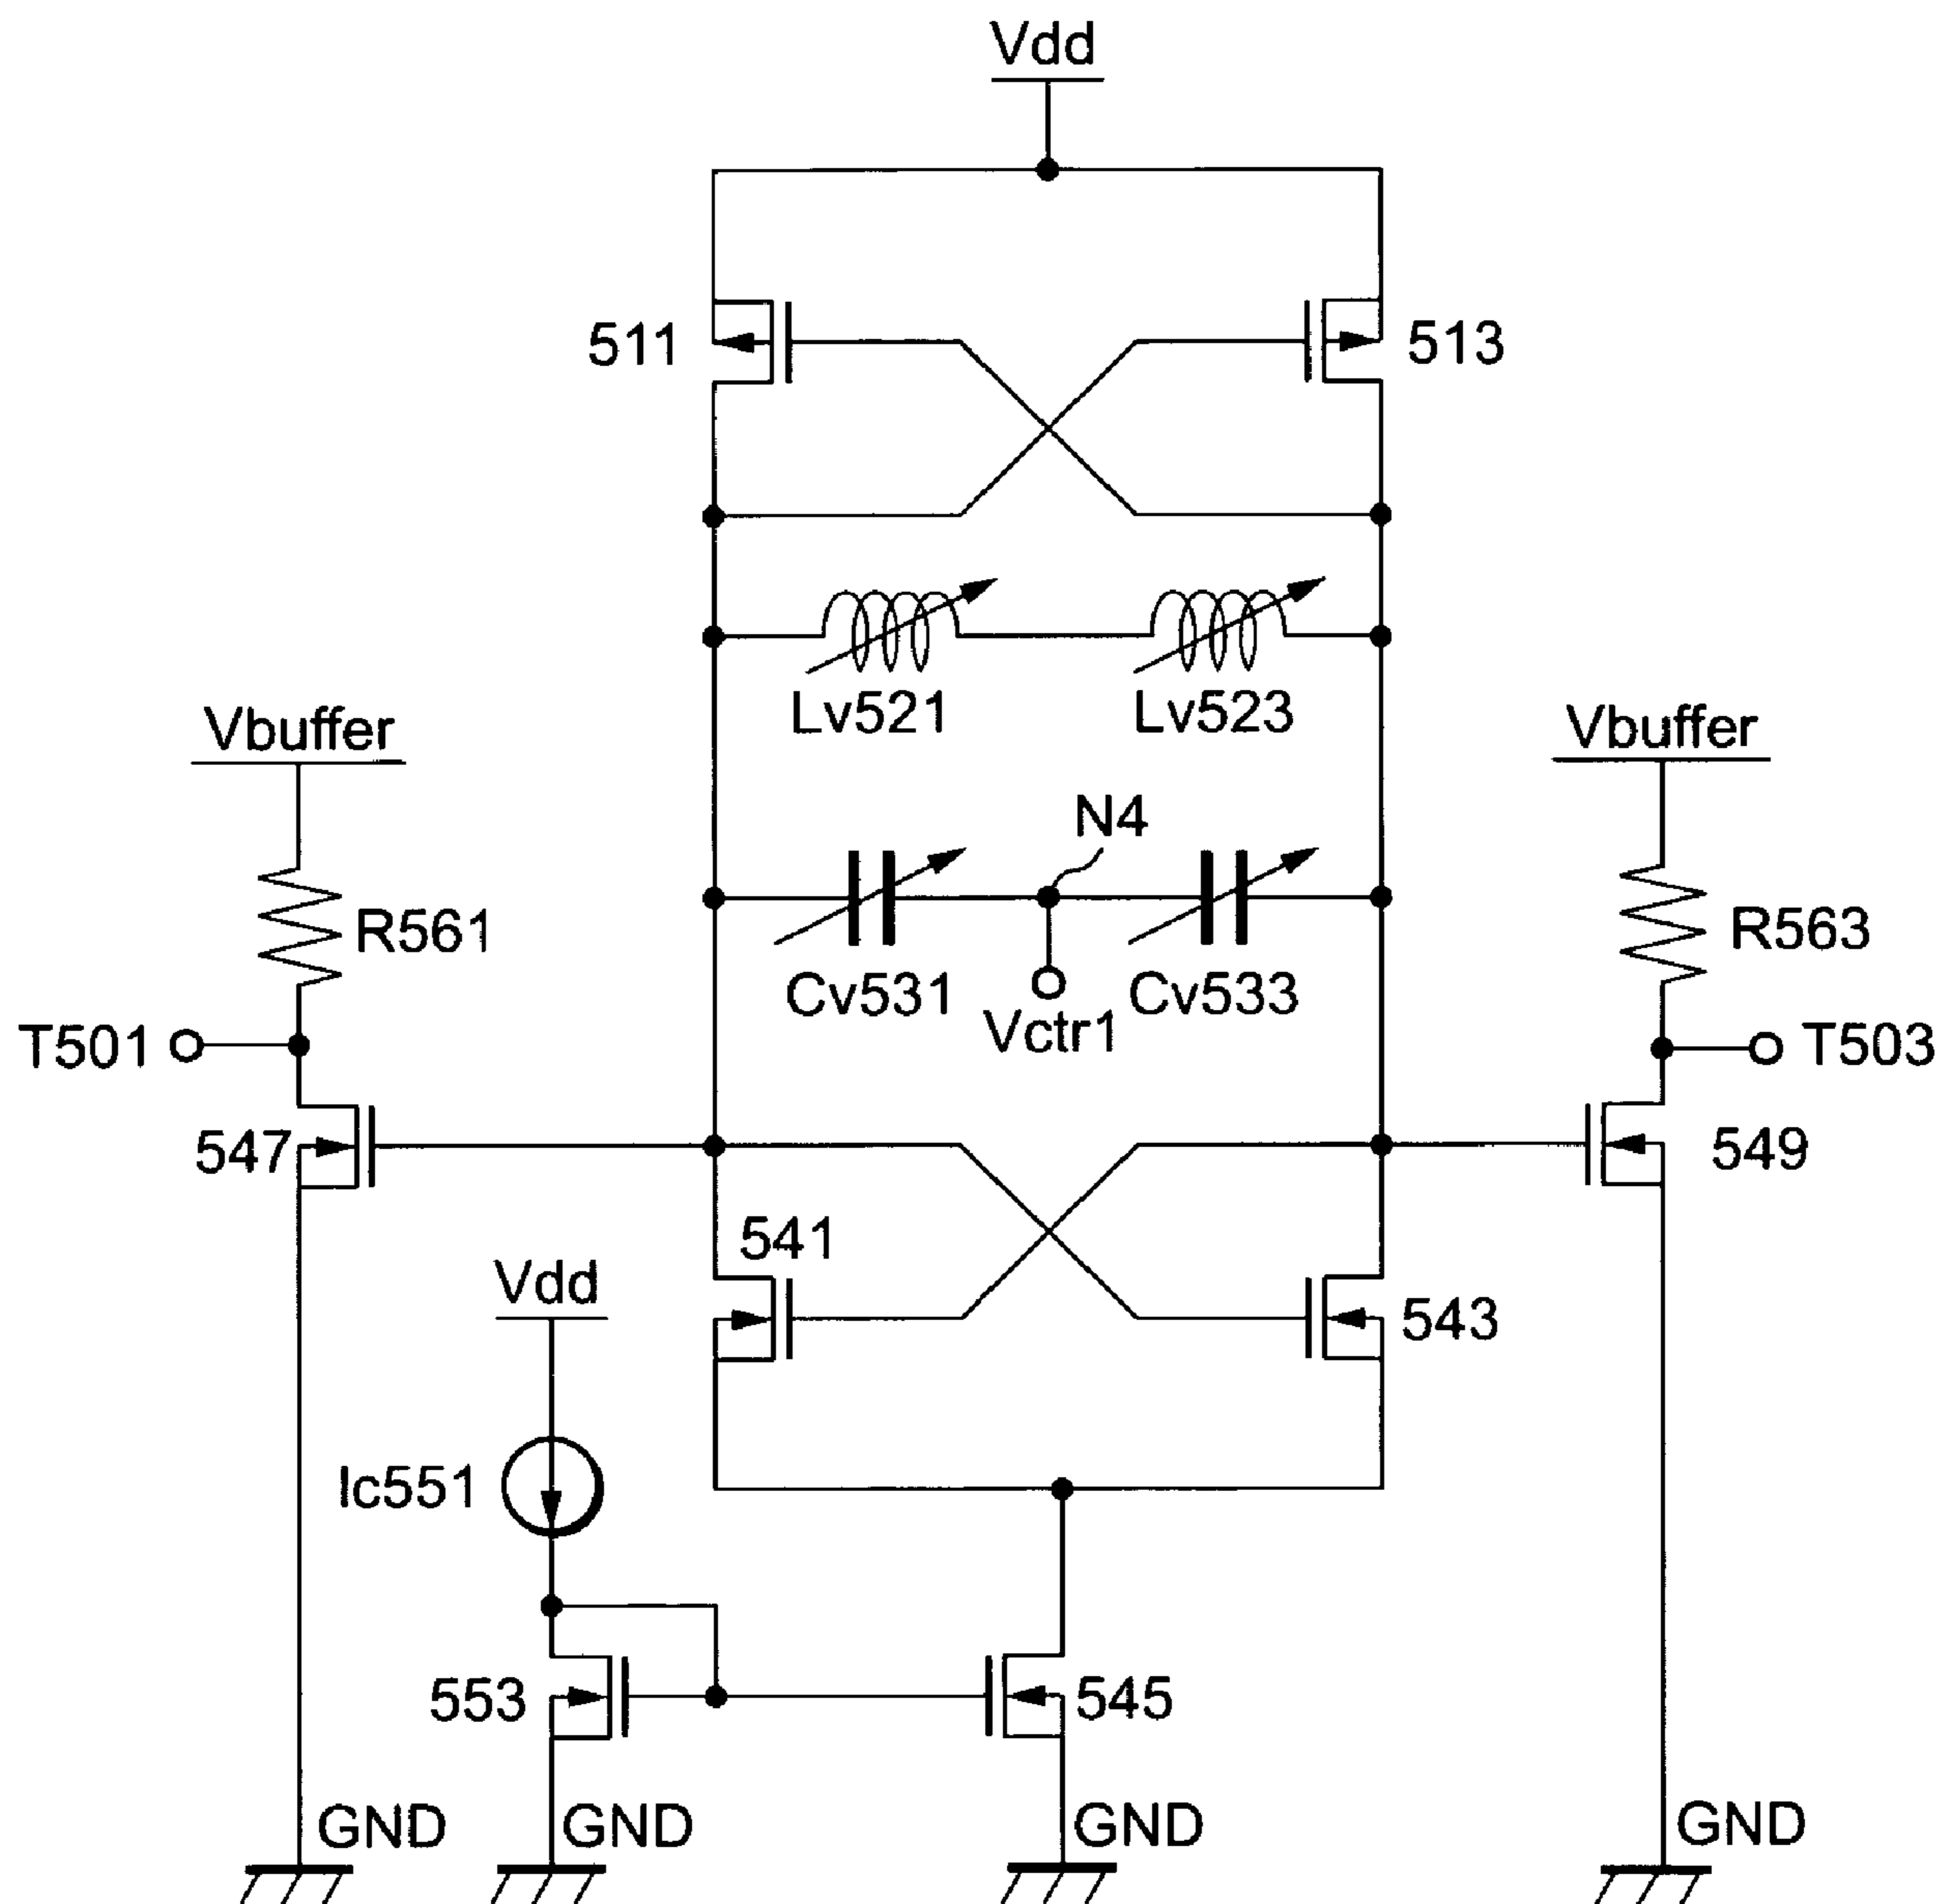 Vdd
511
513
Lv521
Lv523
Vbuffer
Vbuffer
N4
R561
R563
Cv531
Cv533
Vctr1
T501
T503
547
549
541
Vdd
543
Ic551
553
545
GND
GND
GND
GND